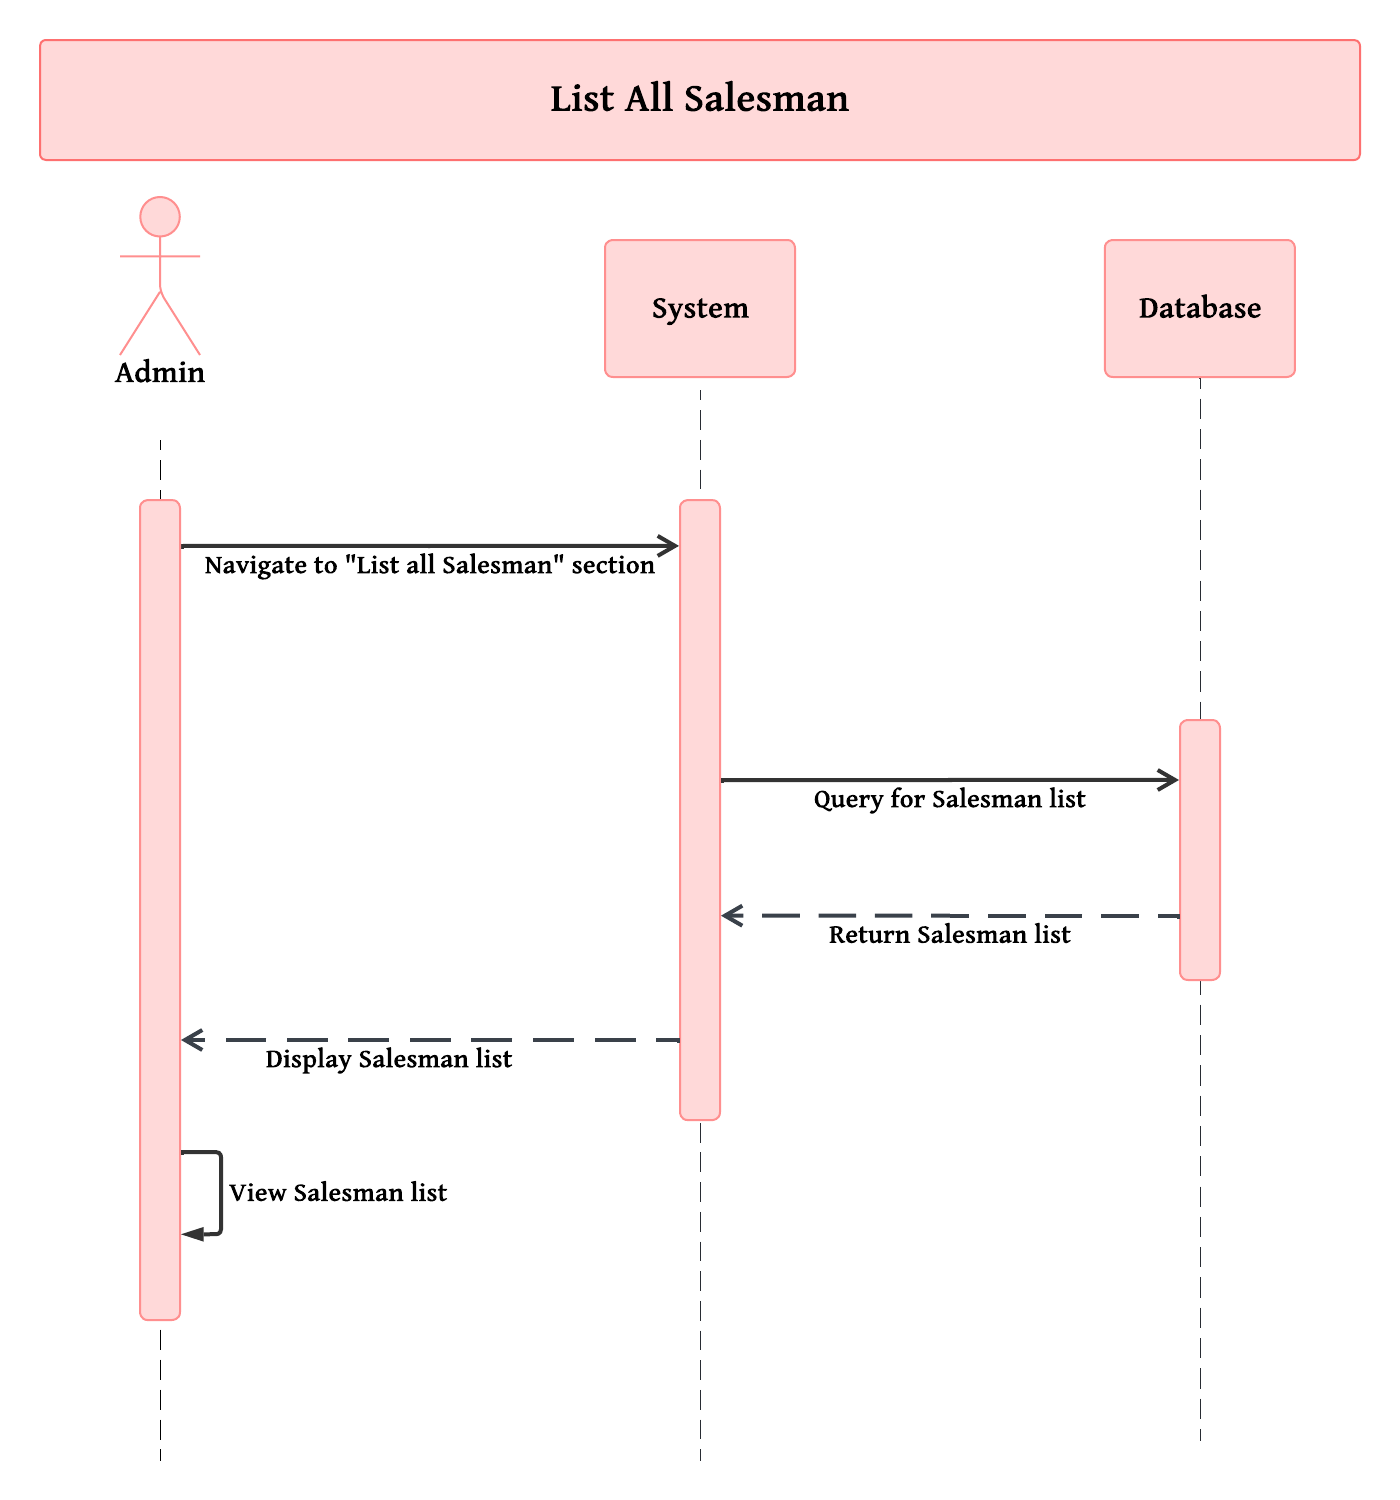 List All Salesman
Admin
System
Database
Navigate to "List all Salesman" section
Query for Salesman list
Return Salesman list
Display Salesman list
View Salesman list